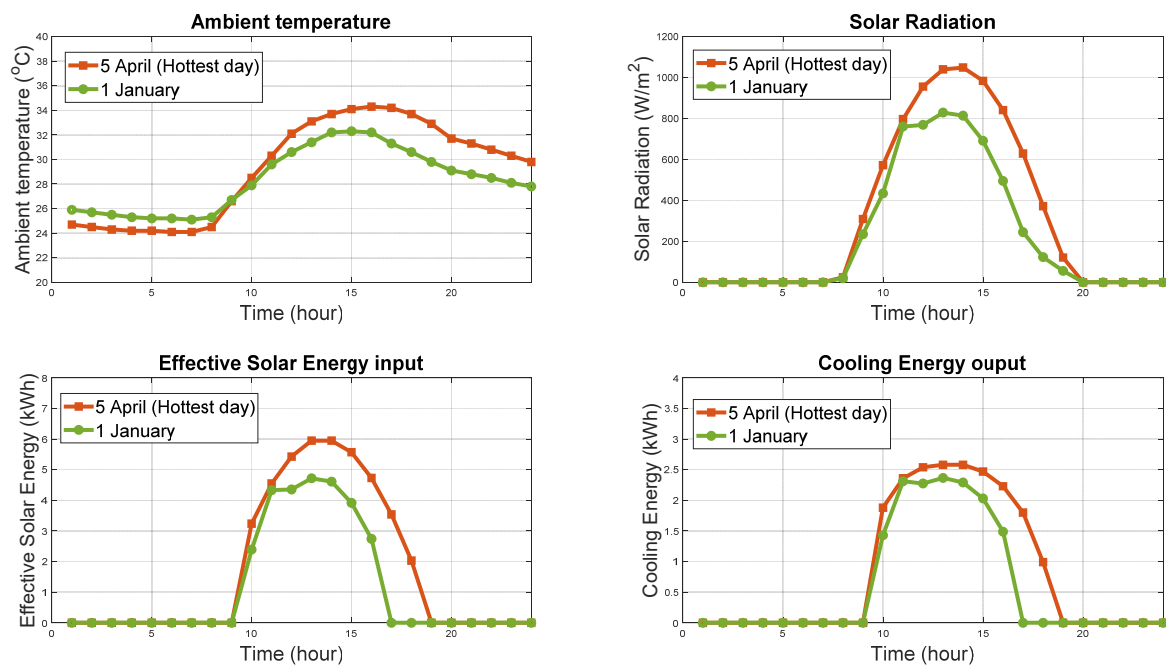 Ambient temperature
Ambient temperature (°C)
40
38
36
34
32
30
28
26
24
22
20
5 April (Hottest day)
1 January
0
5
10
15
20
Time (hour)
Solar Radiation
Solar Radiation (W/m²)
1200
1000
800
600
400
200
0
5 April (Hottest day)
1 January
0
5
10
15
20
Time (hour)
Effective Solar Energy input
Effective Solar Energy (kWh)
8
7
6
5
4
3
2
1
0
5 April (Hottest day)
1 January
0
5
10
15
20
Time (hour)
Cooling Energy ouput
Cooling Energy (kWh)
4
3.5
3
2.5
2
1.5
1
0.5
0
5 April (Hottest day)
1 January
0
5
10
15
20
Time (hour)